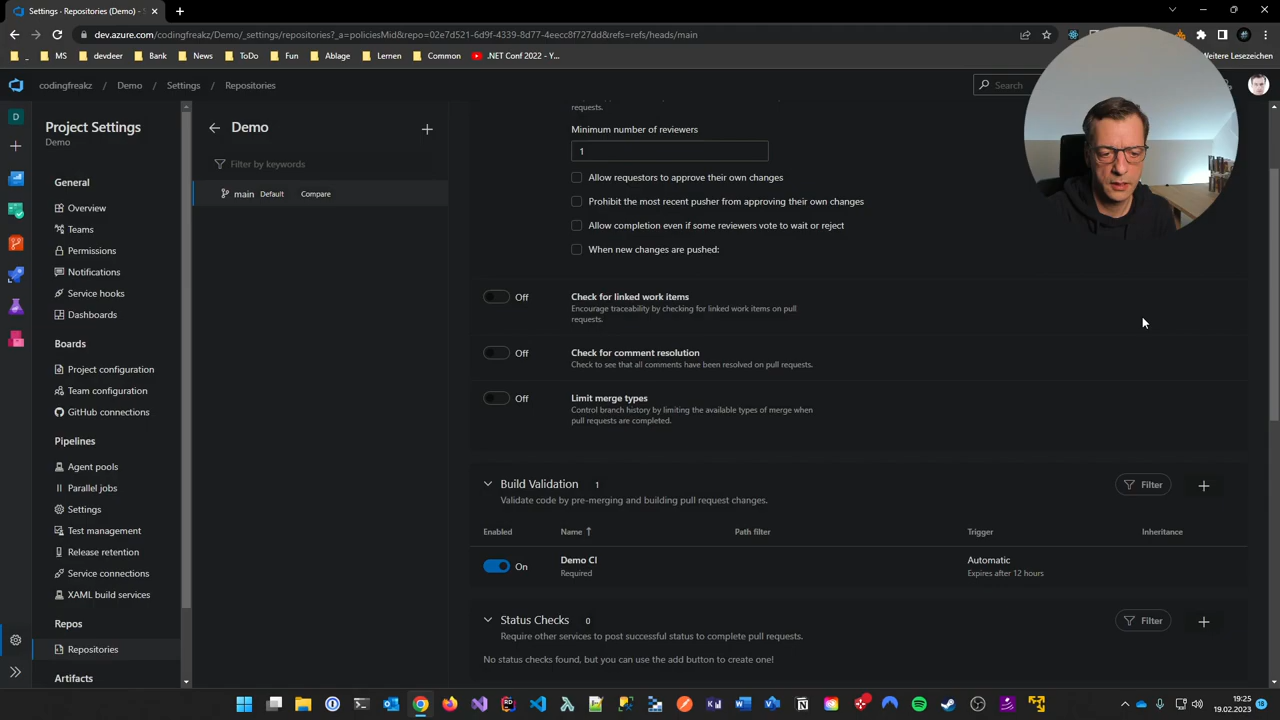 Settings - Repositories (Demo) - S
dev.azure.com/codingfreakz/Demo/_settings/repositories?_a=policiesMid&repo=02e7d521-6d9f-4339-8d77-4eecc8f727dd&refs=refs/heads/main
MS
devdeer
Bank
News
ToDo
Fun
Ablage
Lernen
Common
.NET Conf 2022 - Y...
Weitere Lesezeichen
codingfreakz / Demo / Settings / Repositories
Search
D
Project Settings
Demo
General
Overview
Teams
Permissions
Notifications
Service hooks
Dashboards
Boards
Project configuration
Team configuration
GitHub connections
Pipelines
Agent pools
Parallel jobs
Settings
Test management
Release retention
Service connections
XAML build services
Repos
Repositories
Artifacts
Demo
Filter by keywords
main Default Compare
requests.
Minimum number of reviewers
1
Allow requestors to approve their own changes
Prohibit the most recent pusher from approving their own changes
Allow completion even if some reviewers vote to wait or reject
When new changes are pushed:
Off
Check for linked work items
Encourage traceability by checking for linked work items on pull
requests.
Off
Check for comment resolution
Check to see that all comments have been resolved on pull requests.
Off
Limit merge types
Control branch history by limiting the available types of merge when
pull requests are completed.
Build Validation 1
Filter
Validate code by pre-merging and building pull request changes.
Enabled Name Path filter Trigger Inheritance
On
Demo CI
Required
Automatic
Expires after 12 hours
Status Checks 0
Filter
Require other services to post successful status to complete pull requests.
No status checks found, but you can use the add button to create one!
19:25
19.02.2023